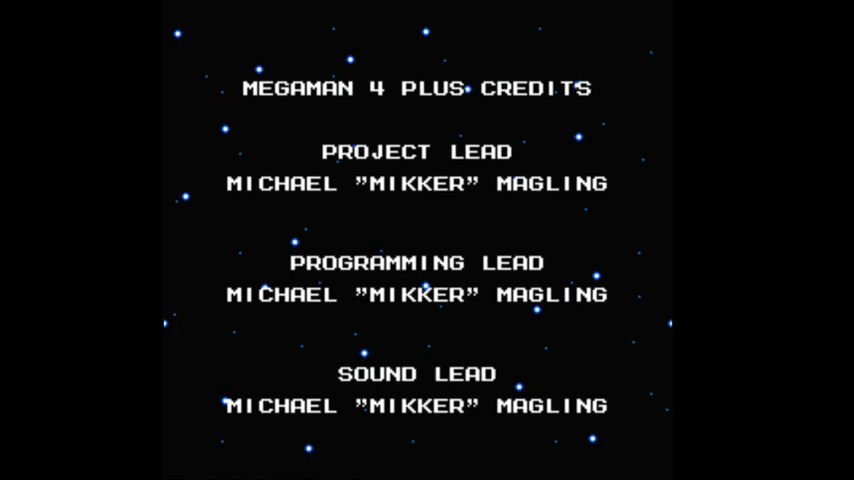 MEGAMAN 4 PLUS CREDITS
PROJECT LEAD
MICHAEL "MIKKER" MAGLING
PROGRAMMING LEAD
MICHAEL "MIKKER" MAGLING
SOUND LEAD
MICHAEL "MIKKER" MAGLING